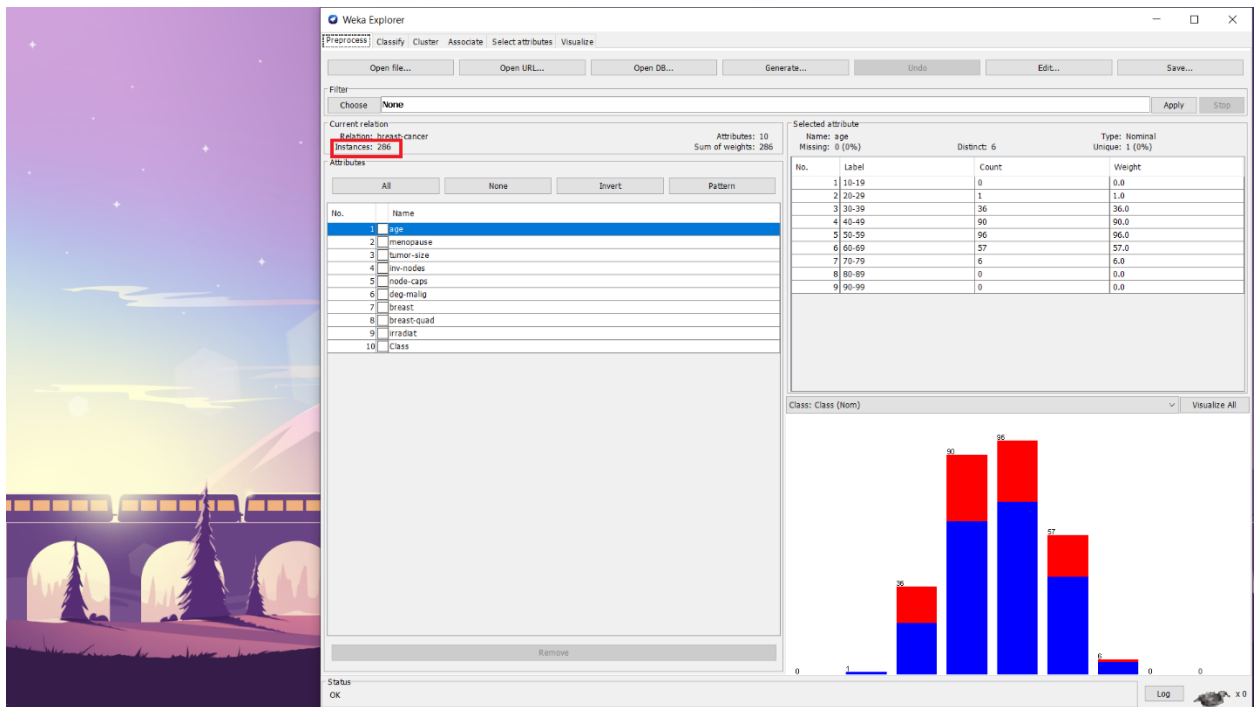 Weka Explorer
Preprocess Classify Cluster Associate Select attributes Visualize
Open file... Open URL... Open DB... Generate... Undo Edit... Save...
Filter
Choose None Apply Stop
Current relation
Relation: breast-cancer Attributes: 10
Instances: 286 Sum of weights: 286
Attributes
All None Invert Pattern
No. Name
1 age
2 menopause
3 tumor-size
4 inv-nodes
5 node-caps
6 deg-malig
7 breast
8 breast-quad
9 irradiat
10 Class
Remove
Selected attribute
Name: age Type: Nominal
Missing: 0 (0%) Distinct: 6 Unique: 1 (0%)
No. Label Count Weight
1 10-19 0 0.0
2 20-29 1 1.0
3 30-39 36 36.0
4 40-49 90 90.0
5 50-59 96 96.0
6 60-69 57 57.0
7 70-79 6 6.0
8 80-89 0 0.0
9 90-99 0 0.0
Class: Class (Nom) Visualize All
0 1 36 90 96 57 6 0 0
Status
OK
Log x 0